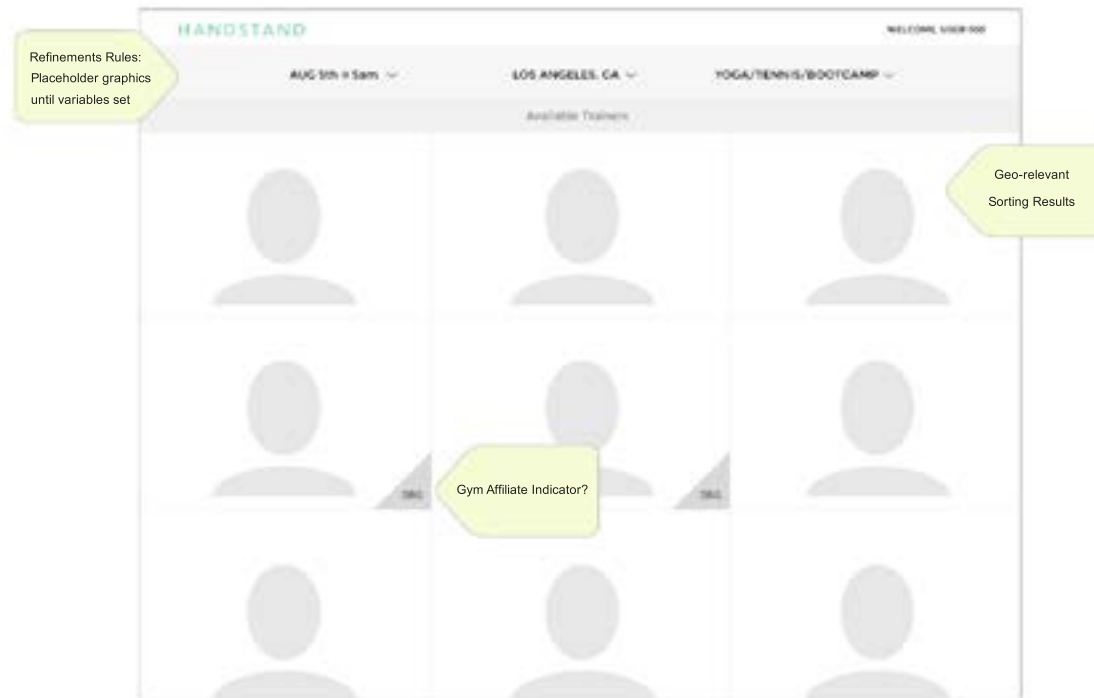 HANDSTAND
WELCOME, USER
Refinements Rules:
Placeholder graphics
until variables set
AUG 5th 5am
LOS ANGELES, CA
YOGA/TENNIS/BOOTCAMP
Available Trainers
Geo-relevant
Sorting Results
Gym Affiliate Indicator?